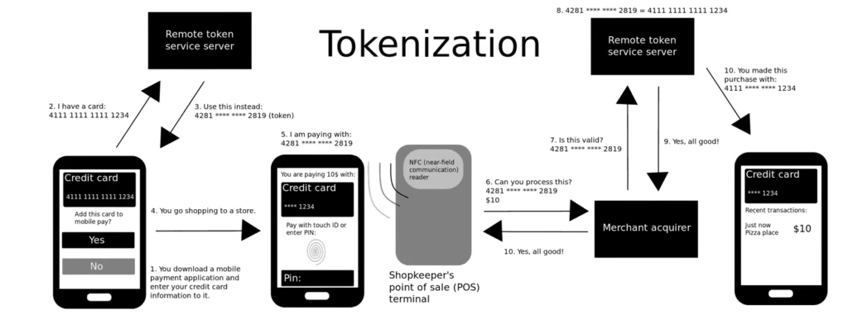 Tokenization
Remote token
service server
2. I have a card:
4111 1111 1111 1234
3. Use this instead:
4281 **** **** 2819 (token)
Credit card
4111 1111 1111 1234
Add this card to
mobile pay?
Yes
No
1. You download a mobile
payment application and
enter your credit card
information to it.
4. You go shopping to a store.
5. I am paying with:
4281 **** **** 2819
You are paying 10$ with:
Credit card
**** 1234
Pay with touch ID or
enter PIN:
Pin:
NFC (near-field
communication)
reader
Shopkeeper's
point of sale (POS)
terminal
6. Can you process this?
4281 **** **** 2819
$10
10. Yes, all good!
Merchant acquirer
7. Is this valid?
4281 **** **** 2819
8. 4281 **** **** 2819 = 4111 1111 1111 1234
Remote token
service server
9. Yes, all good!
10. You made this
purchase with:
4111 **** **** 1234
Credit card
**** 1234
Recent transactions:
Just now
Pizza place
$10